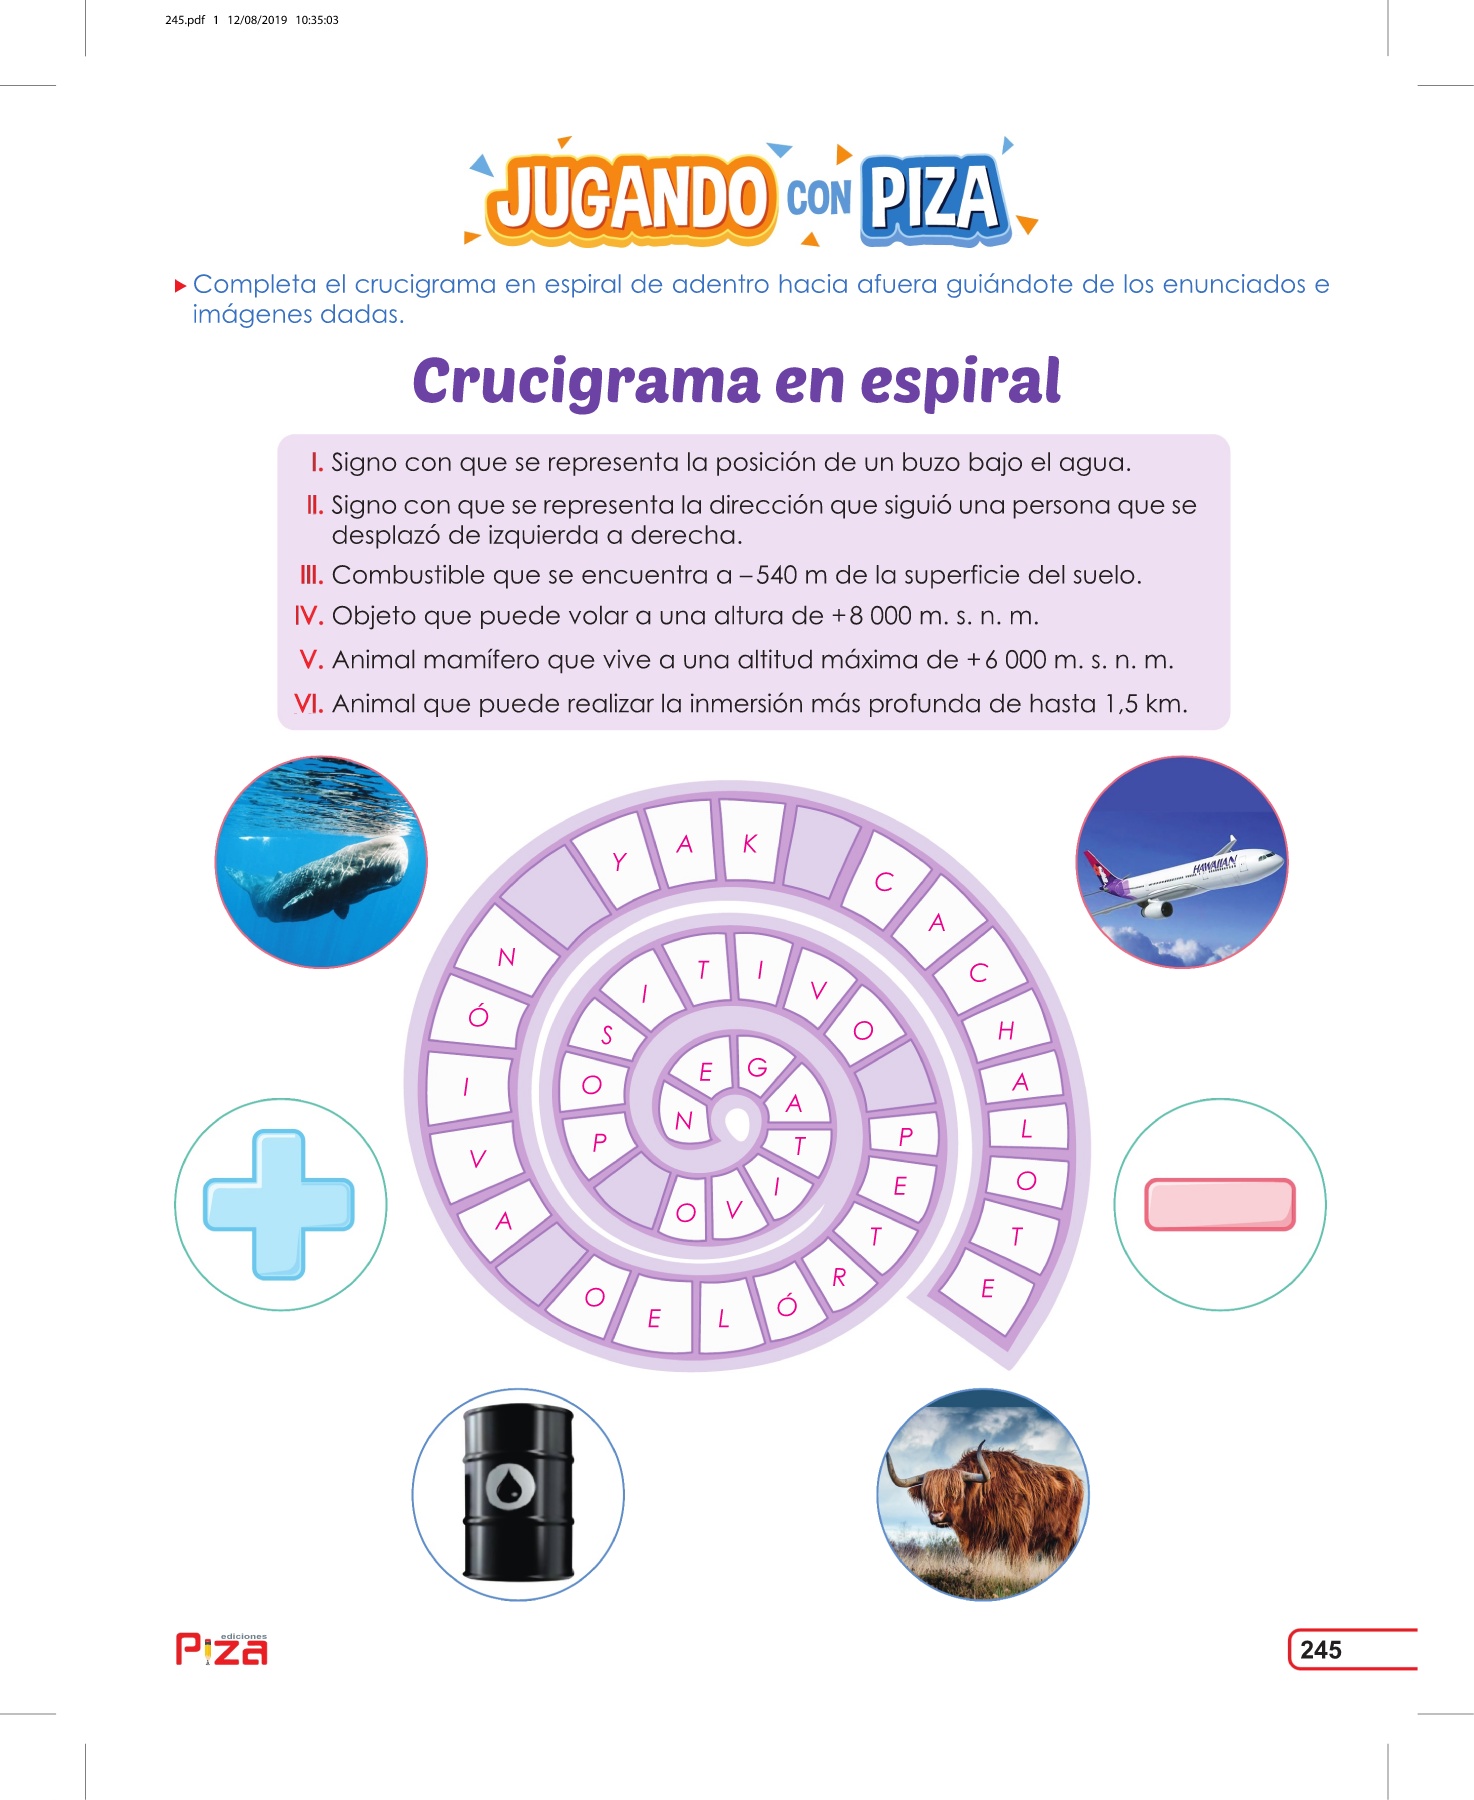 245.pdf 1 12/08/2019 10:35:03
JUGANDO CON PIZA
Completa el crucigrama en espiral de adentro hacia afuera guiándote de los enunciados e
imágenes dadas.
Crucigrama en espiral
I. Signo con que se representa la posición de un buzo bajo el agua.
II. Signo con que se representa la dirección que siguió una persona que se
desplazó de izquierda a derecha.
III. Combustible que se encuentra a –540 m de la superficie del suelo.
IV. Objeto que puede volar a una altura de +8 000 m. s. n. m.
V. Animal mamífero que vive a una altitud máxima de +6 000 m. s. n. m.
VI. Animal que puede realizar la inmersión más profunda de hasta 1,5 km.
HAWAIIAN
N E G A T I V O
P O S I T I V O
P E T R Ó L E O
A V I Ó N
Y A K
C A C H A L O T E
ediciones
Piza
245